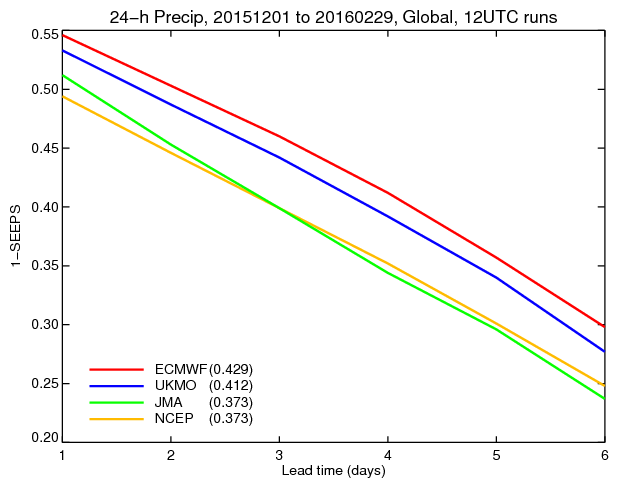 24-h Precip, 20151201 to 20160229, Global, 12UTC runs
0.55
0.50
0.45
0.40
0.35
0.30
0.25
0.20
1-SEEPS
ECMWF(0.429)
UKMO (0.412)
JMA (0.373)
NCEP (0.373)
1 2 3 4 5 6
Lead time (days)